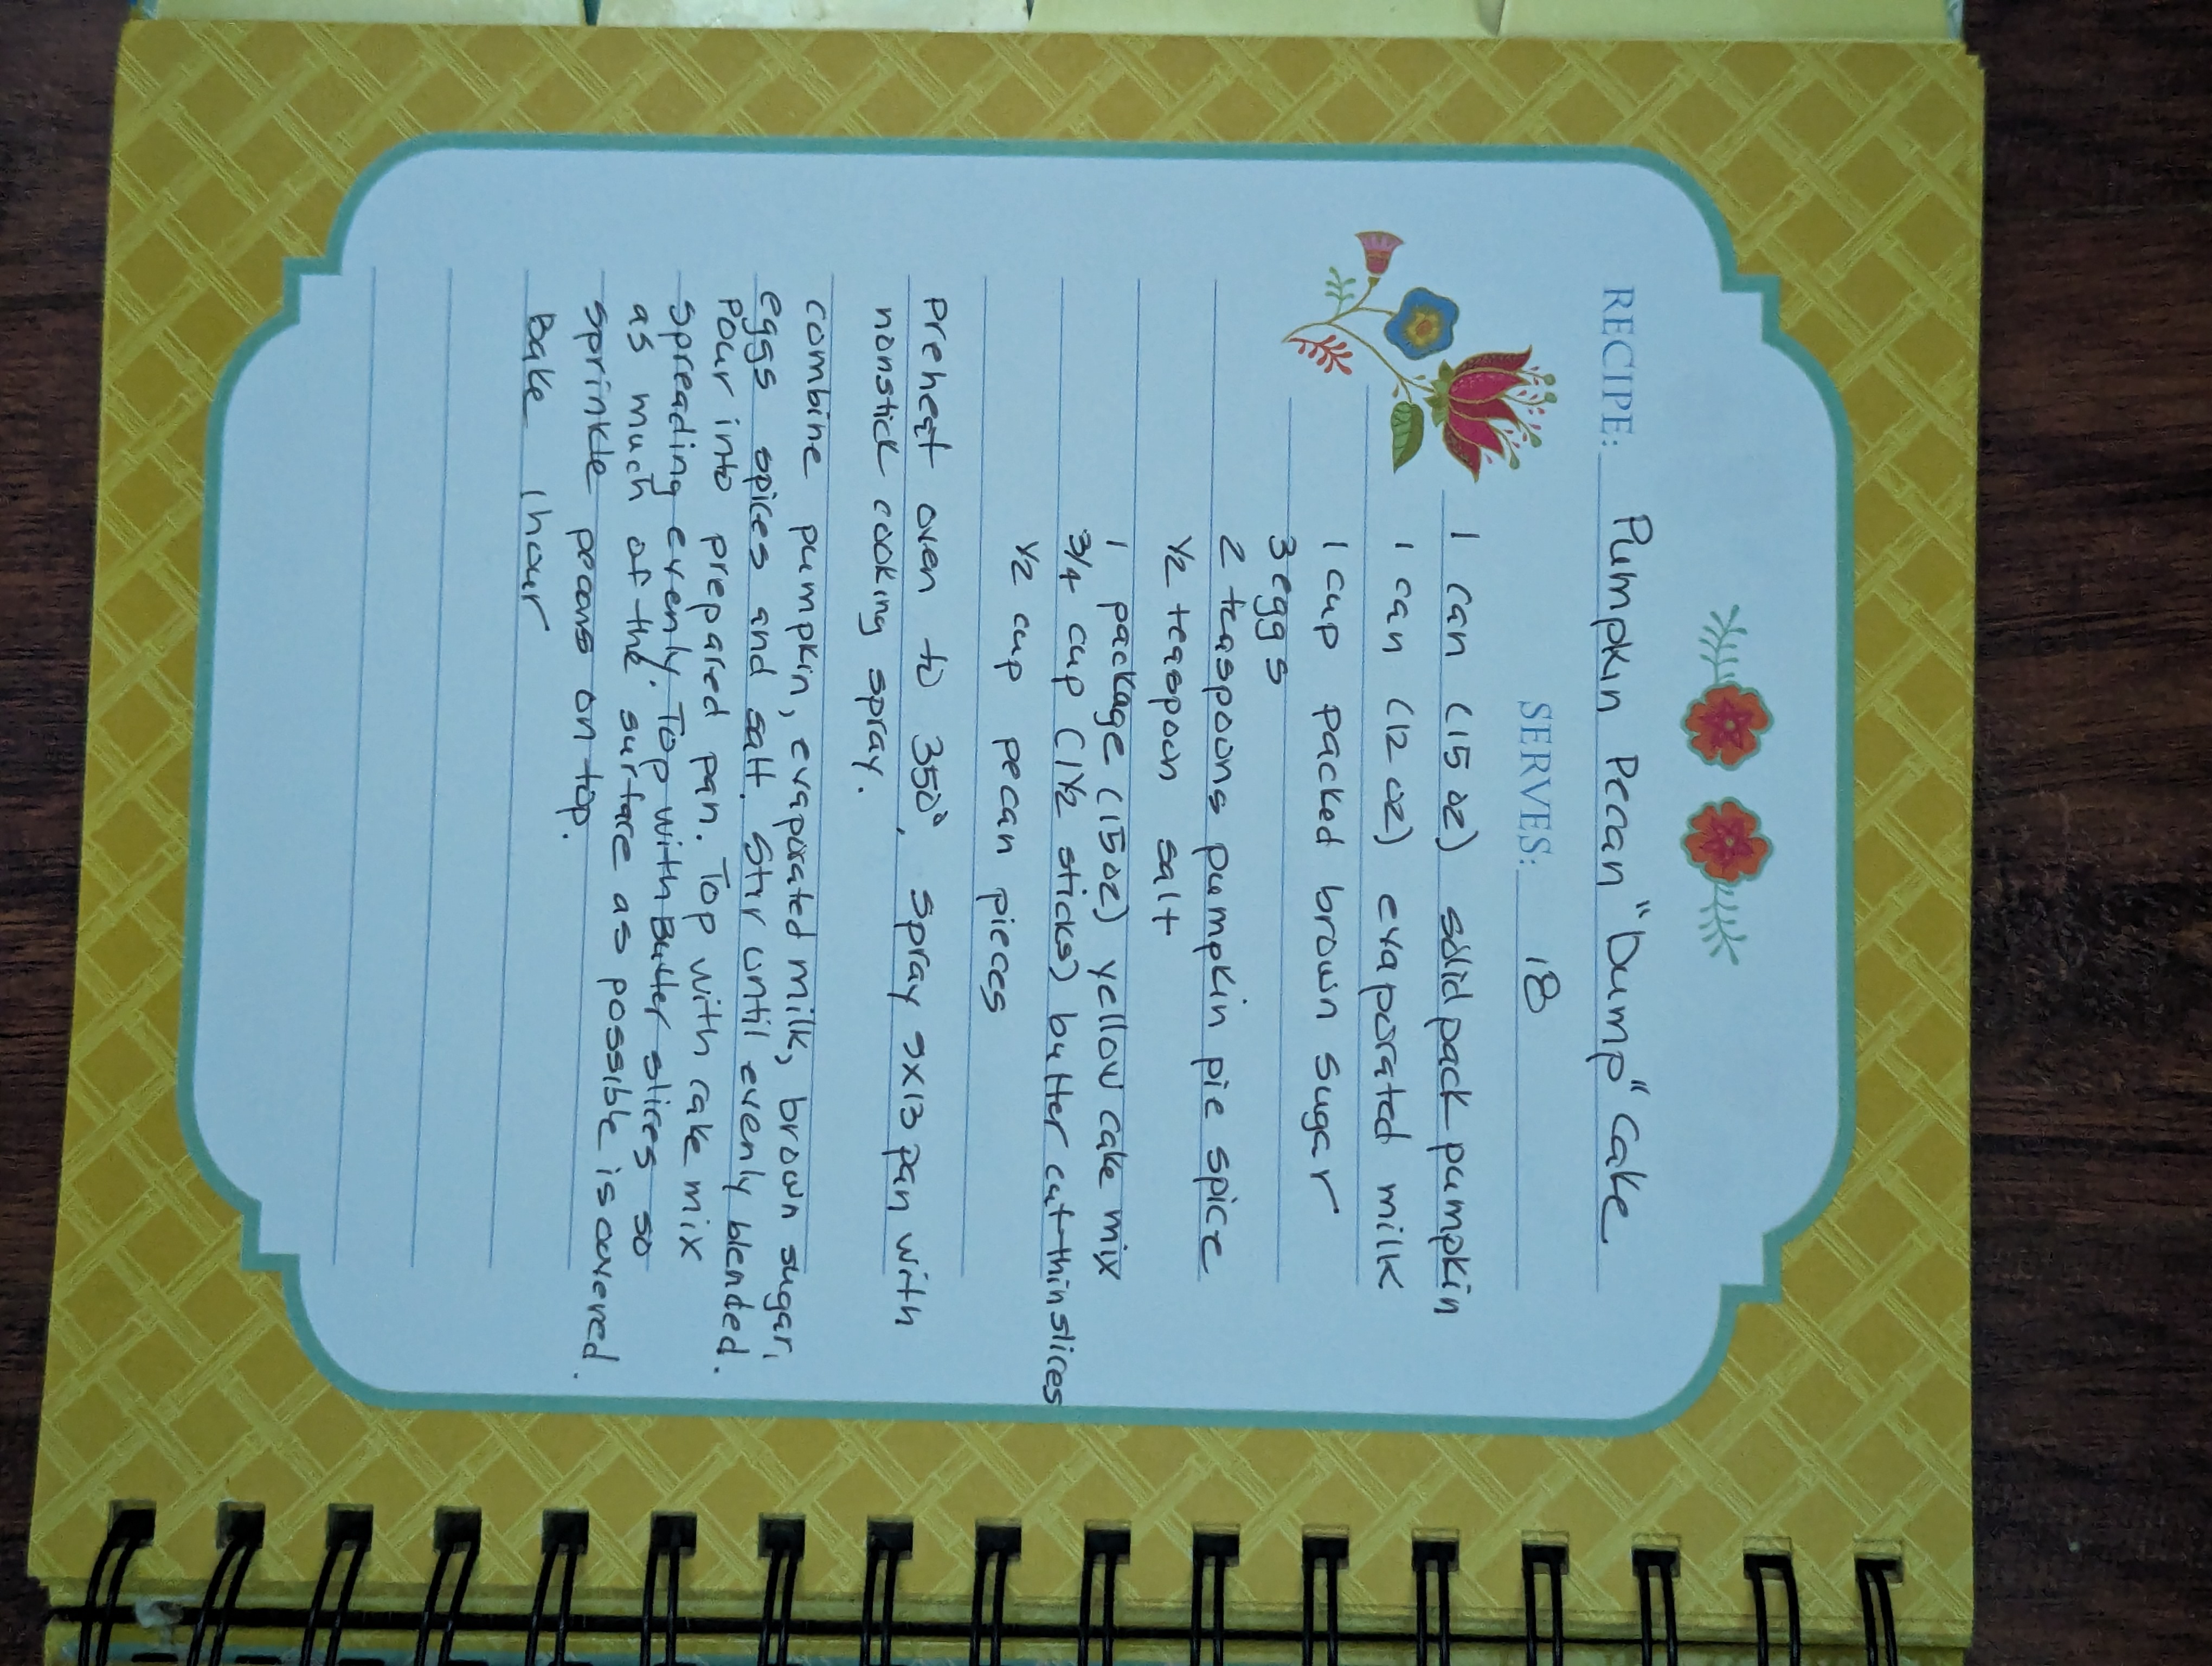 RECIPE: Pumpkin Pecan "Dump" Cake
SERVES: 18
1 can (15 oz) solid pack pumpkin
1 can (12 oz) evaporated milk
1 cup packed brown sugar
3 eggs
2 teaspoons pumpkin pie spice
1/2 teaspoon salt
1 package (15 oz) yellow cake mix
3/4 cup (1 1/2 sticks) butter cut thin slices
1/2 cup pecan pieces
Preheat oven to 350°. Spray 9x13 pan with
nonstick cooking spray.
Combine pumpkin, evaporated milk, brown sugar,
eggs spices and salt. Stir until evenly blended.
Pour into prepared pan. Top with cake mix
spreading evenly. Top with Butter slices so
as much of the surface as possible is covered.
Sprinkle pecans on top.
Bake 1 hour